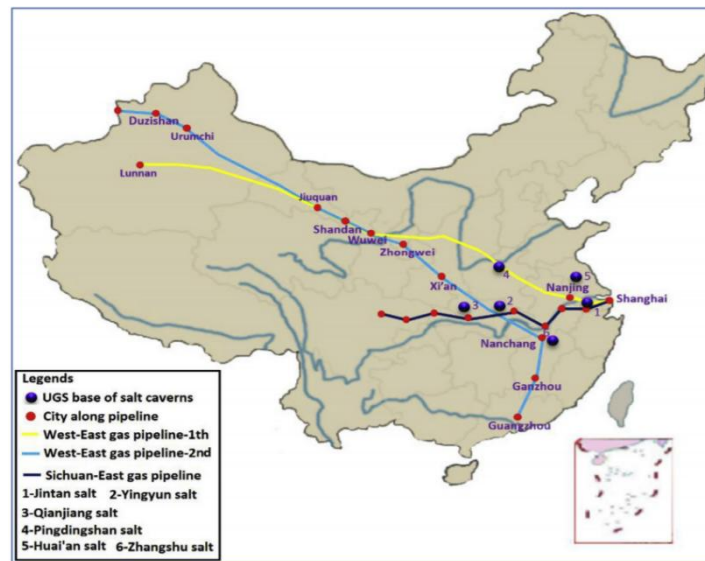 Duzishan
Urumchi
Lunnan
Jiuquan
Shandan
Wuwei
Zhongwei
Xi'an
4
5
Nanjing
Shanghai
3
2
1
6
Nanchang
Ganzhou
Guangzhou
Legends
UGS base of salt caverns
City along pipeline
West-East gas pipeline-1th
West-East gas pipeline-2nd
Sichuan-East gas pipeline
1-Jintan salt 2-Yingyun salt
3-Qianjiang salt
4-Pingdingshan salt
5-Huai'an salt 6-Zhangshu salt